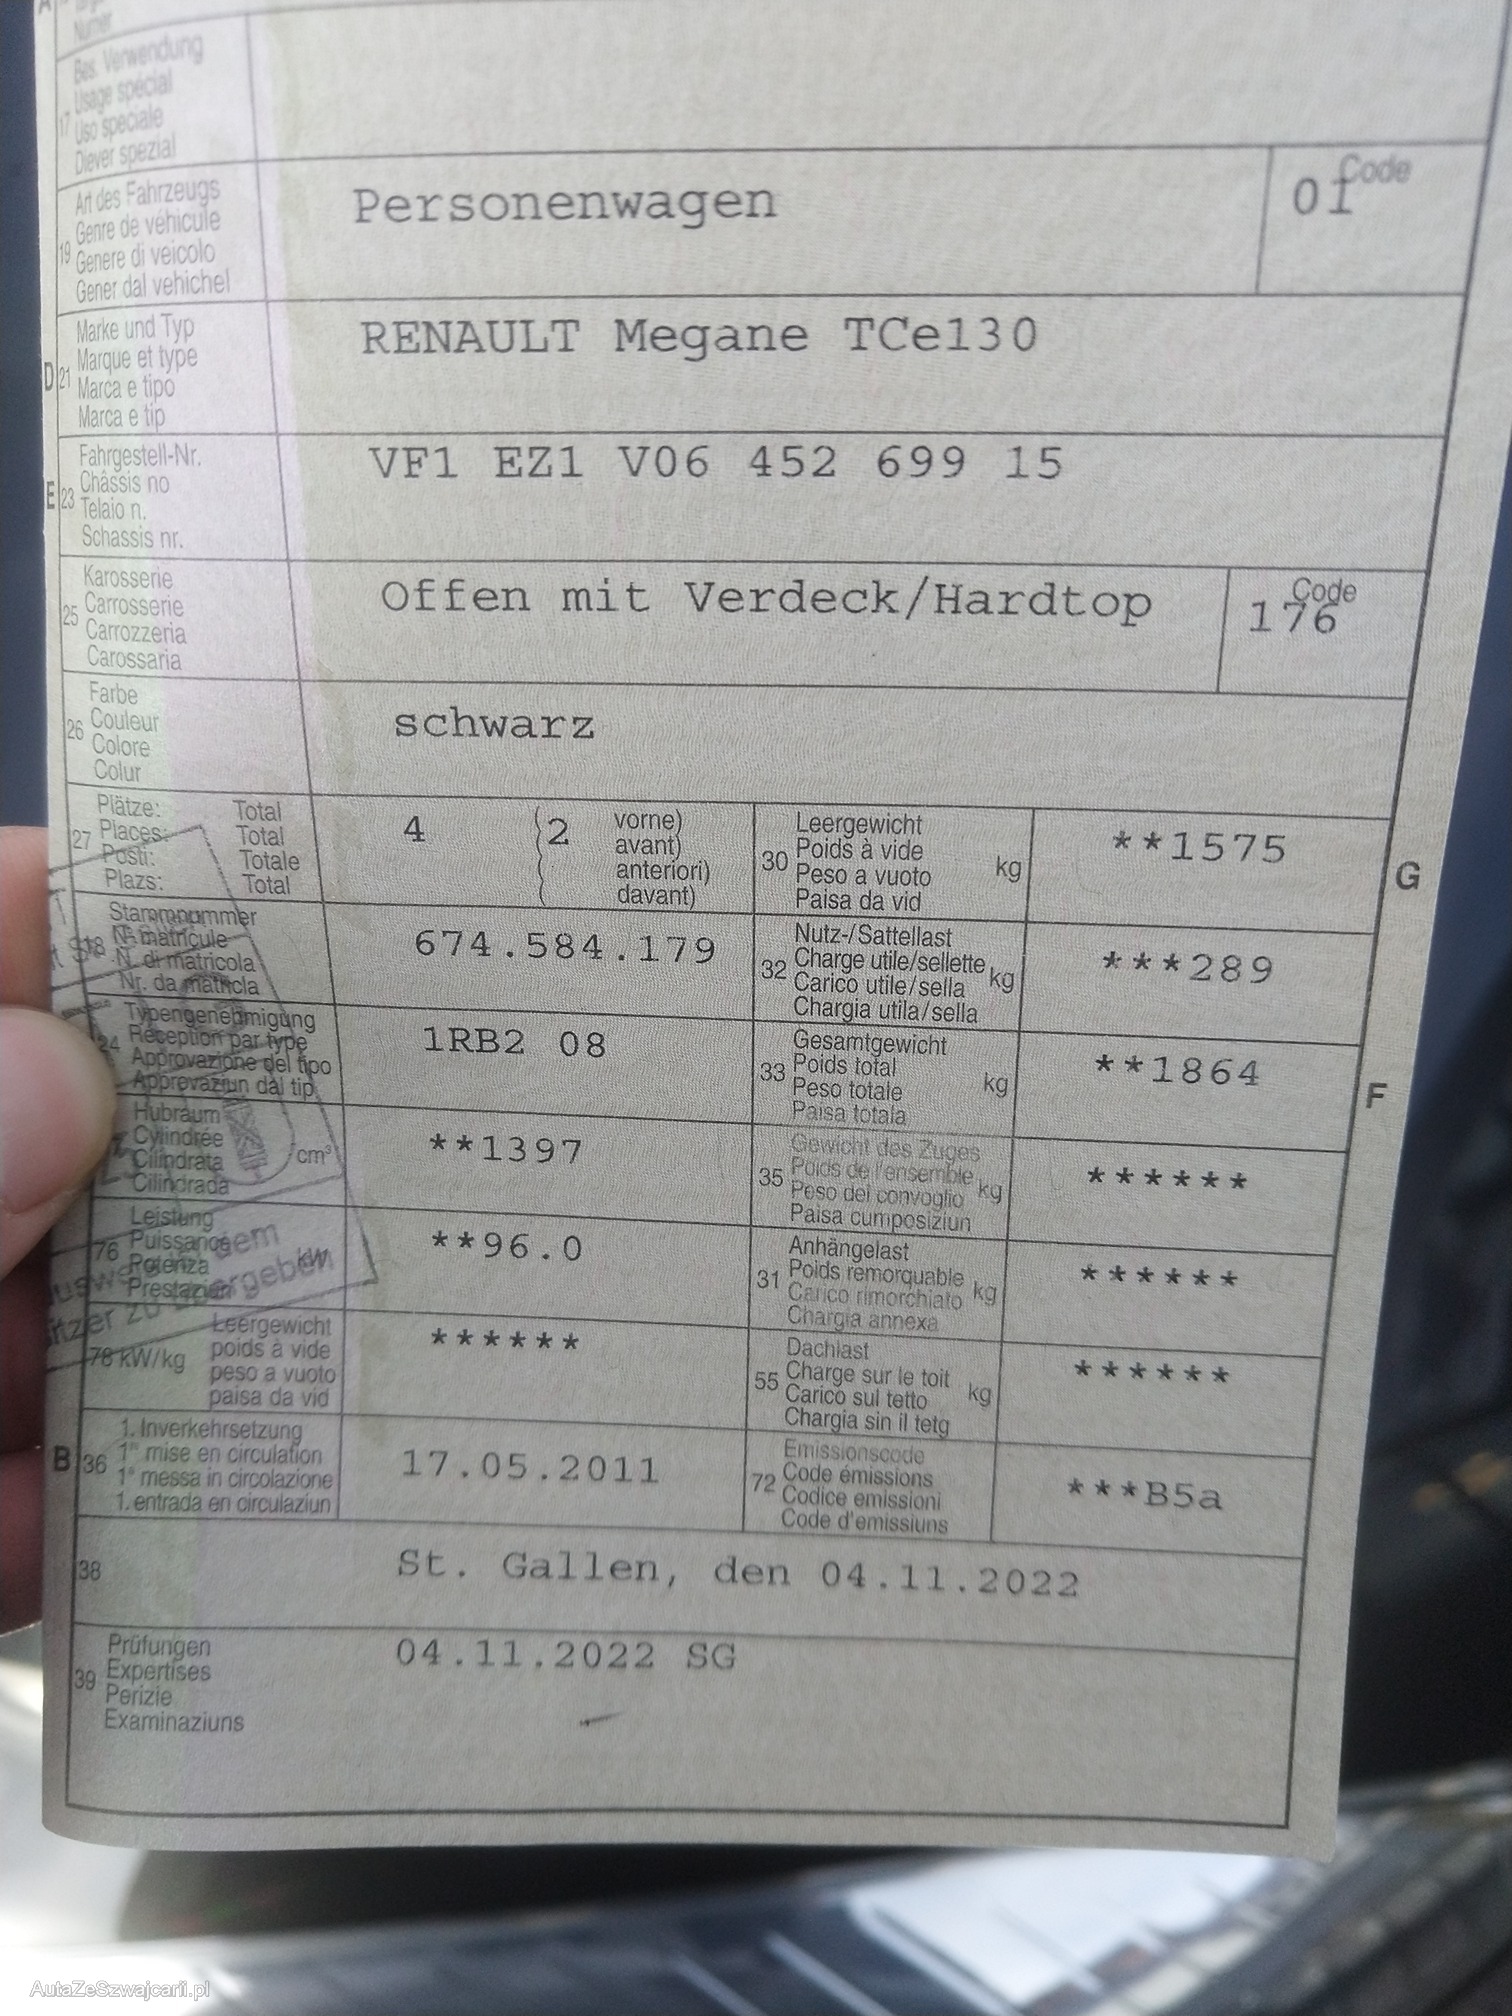 A
Numer
17
Bes. Verwendung
Usage spécial
Uso speciale
Diever spezial
19
Art des Fahrzeugs
Genre de véhicule
Genere di veicolo
Gener dal vehichel
Personenwagen
Code
01
D 21
Marke und Typ
Marque et type
Marca e tipo
Marca e tip
RENAULT Megane TCe130
E 23
Fahrgestell-Nr.
Châssis no
Telaio n.
Schassis nr.
VF1 EZ1 V06 452 699 15
25
Karosserie
Carrosserie
Carrozzeria
Carossaria
Offen mit Verdeck/Hardtop
Code
176
26
Farbe
Couleur
Colore
Colur
schwarz
27
Plätze: Total
Places: Total
Posti: Totale
Plazs: Total
4 (2 vorne)
avant)
anteriori)
davant)
30
Leergewicht
Poids à vide
Peso a vuoto
Paisa da vid
kg
**1575
G
Stammnummer
N° matricule
N. di matricola
Nr. da matricla
674.584.179
32
Nutz-/Sattellast
Charge utile/sellette
Carico utile/sella
Chargia utila/sella
kg
***289
24
Typengenehmigung
Réception par type
Approvazione del tipo
Approvaziun dal tip
1RB2 08
33
Gesamtgewicht
Poids total
Peso totale
Paisa totala
kg
**1864
F
Hubraum
Cylindrée
Cilindrata
Cilindrada
cm³
**1397
35
Gewicht des Zuges
Poids de l'ensemble
Peso del convoglio
Paisa cumposiziun
kg
******
76
Leistung
Puissance
Potenza
Prestaziun
kW
**96.0
31
Anhängelast
Poids remorquable
Carico rimorchiato
Chargia annexa
kg
******
78 kW/kg
Leergewicht
poids à vide
peso a vuoto
paisa da vid
******
55
Dachlast
Charge sur le toit
Carico sul tetto
Chargia sin il tetg
kg
******
B 36
1. Inverkehrsetzung
1re mise en circulation
1a messa in circolazione
1. entrada en circulaziun
17.05.2011
72
Emissionscode
Code émissions
Codice emissioni
Code d'emissiuns
***B5a
38
St. Gallen, den 04.11.2022
39
Prüfungen
Expertises
Perizie
Examinaziuns
04.11.2022 SG
AutaZeSzwajcarii.pl